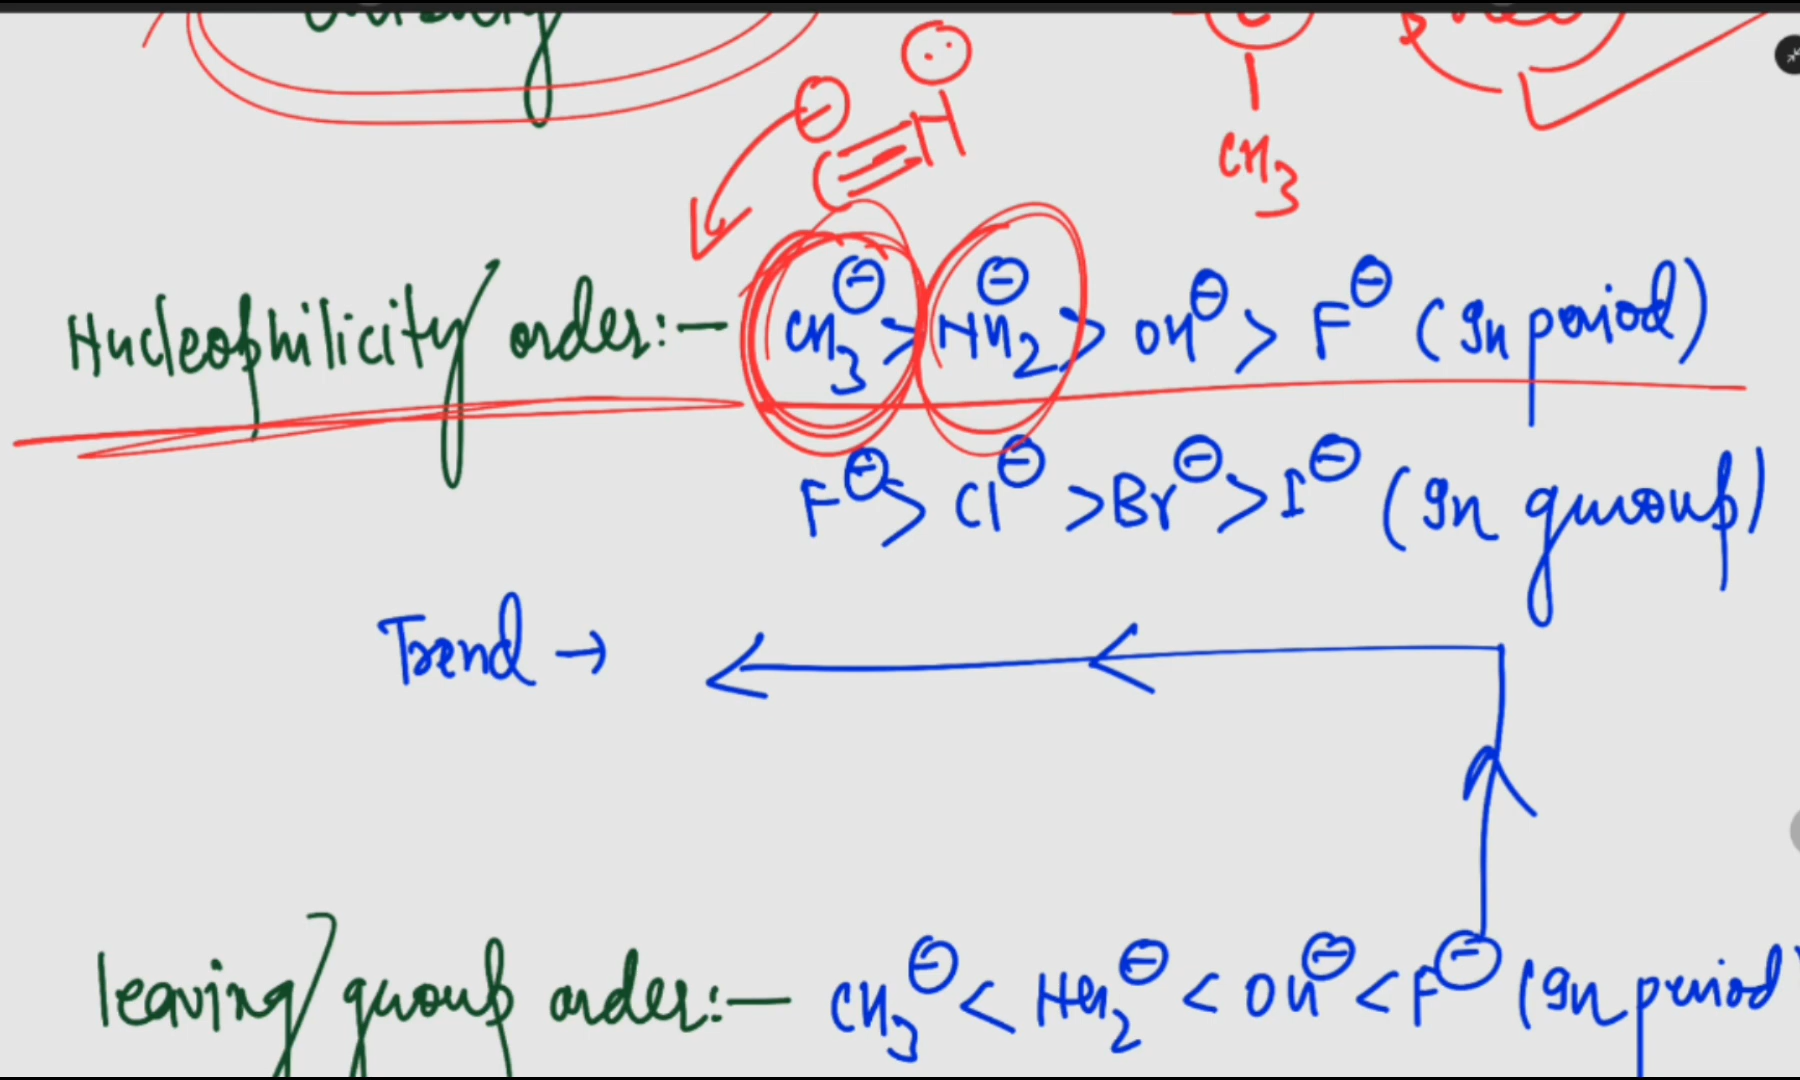 C≡N
CH3
Nucleophilicity order:- CH3⊖ > NH2⊖ > OH⊖ > F⊖ (In period)
F⊖ > Cl⊖ > Br⊖ > I⊖ (In group)
Trend →
leaving group order:- CH3⊖ < NH2⊖ < OH⊖ < F⊖ (In period)